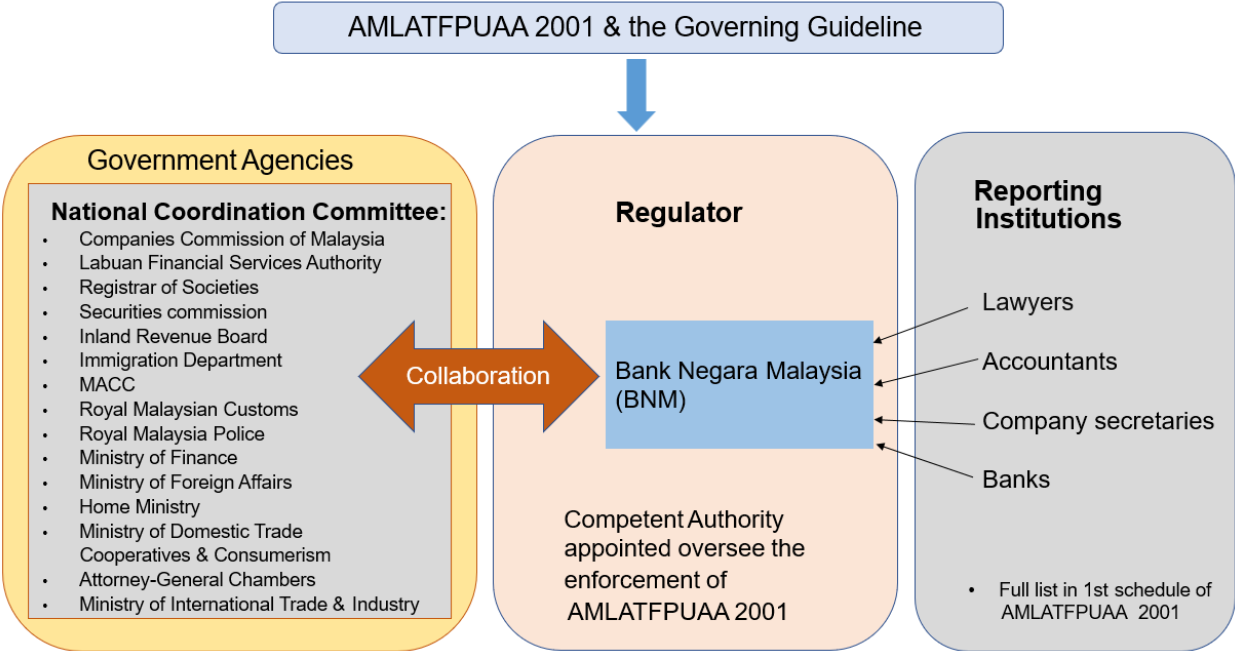 AMLATFPUAA 2001 & the Governing Guideline
Government Agencies
National Coordination Committee:
• Companies Commission of Malaysia
• Labuan Financial Services Authority
• Registrar of Societies
• Securities commission
• Inland Revenue Board
• Immigration Department
• MACC
• Royal Malaysian Customs
• Royal Malaysia Police
• Ministry of Finance
• Ministry of Foreign Affairs
• Home Ministry
• Ministry of Domestic Trade
Cooperatives & Consumerism
• Attorney-General Chambers
• Ministry of International Trade & Industry
Collaboration
Regulator
Bank Negara Malaysia
(BNM)
Competent Authority
appointed oversee the
enforcement of
AMLATFPUAA 2001
Reporting
Institutions
Lawyers
Accountants
Company secretaries
Banks
• Full list in 1st schedule of
AMLATFPUAA 2001